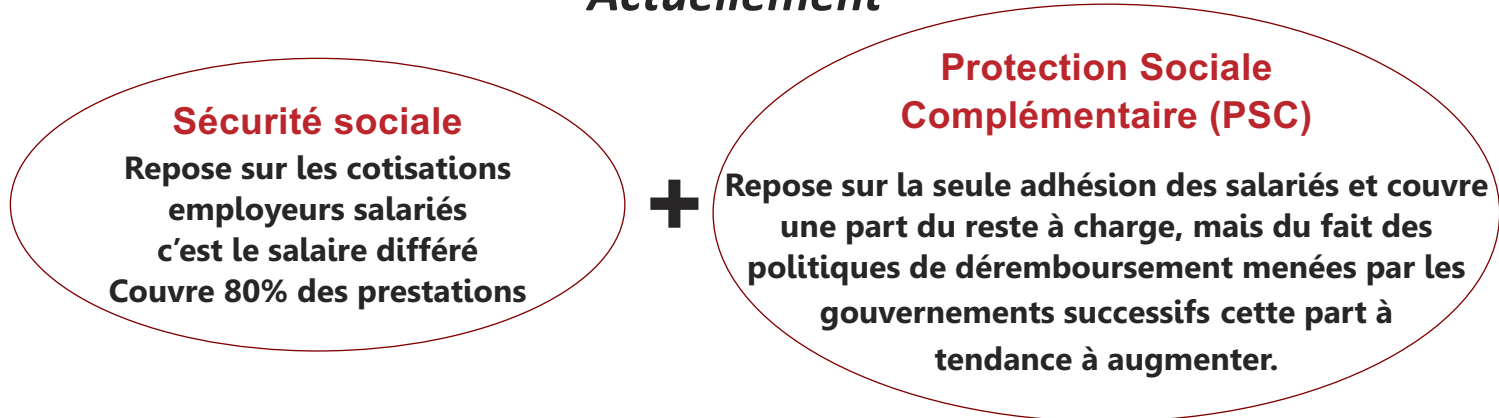 Actuellement
Sécurité sociale
Repose sur les cotisations
employeurs salariés
c’est le salaire différé
Couvre 80% des prestations
+
Protection Sociale
Complémentaire (PSC)
Repose sur la seule adhésion des salariés et couvre
une part du reste à charge, mais du fait des
politiques de déremboursement menées par les
gouvernements successifs cette part à
tendance à augmenter.